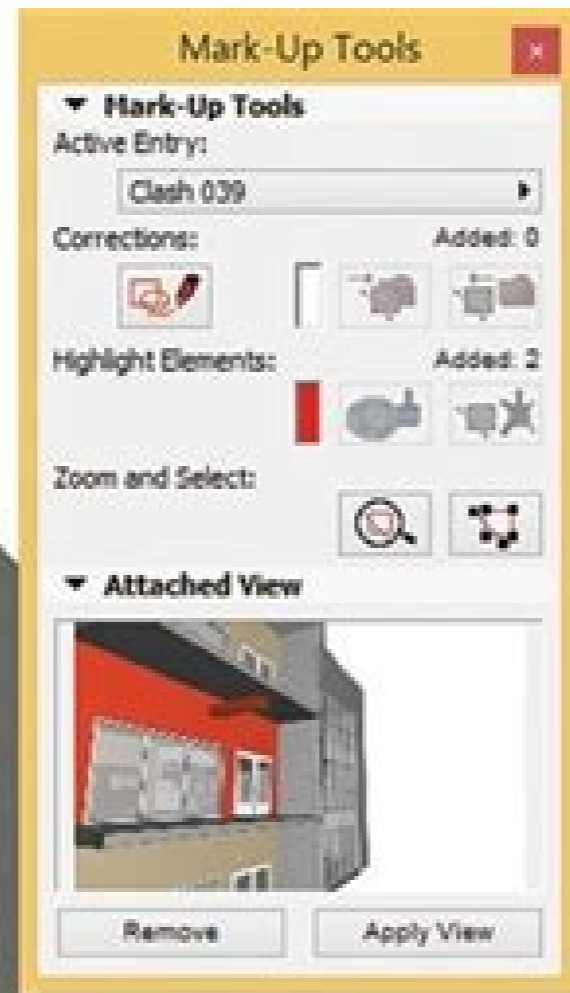 Mark-Up Tools
Mark-Up Tools
Active Entry:
Clash 039
Corrections: Added: 0
Highlight Elements: Added: 2
Zoom and Select:
Attached View
Remove Apply View